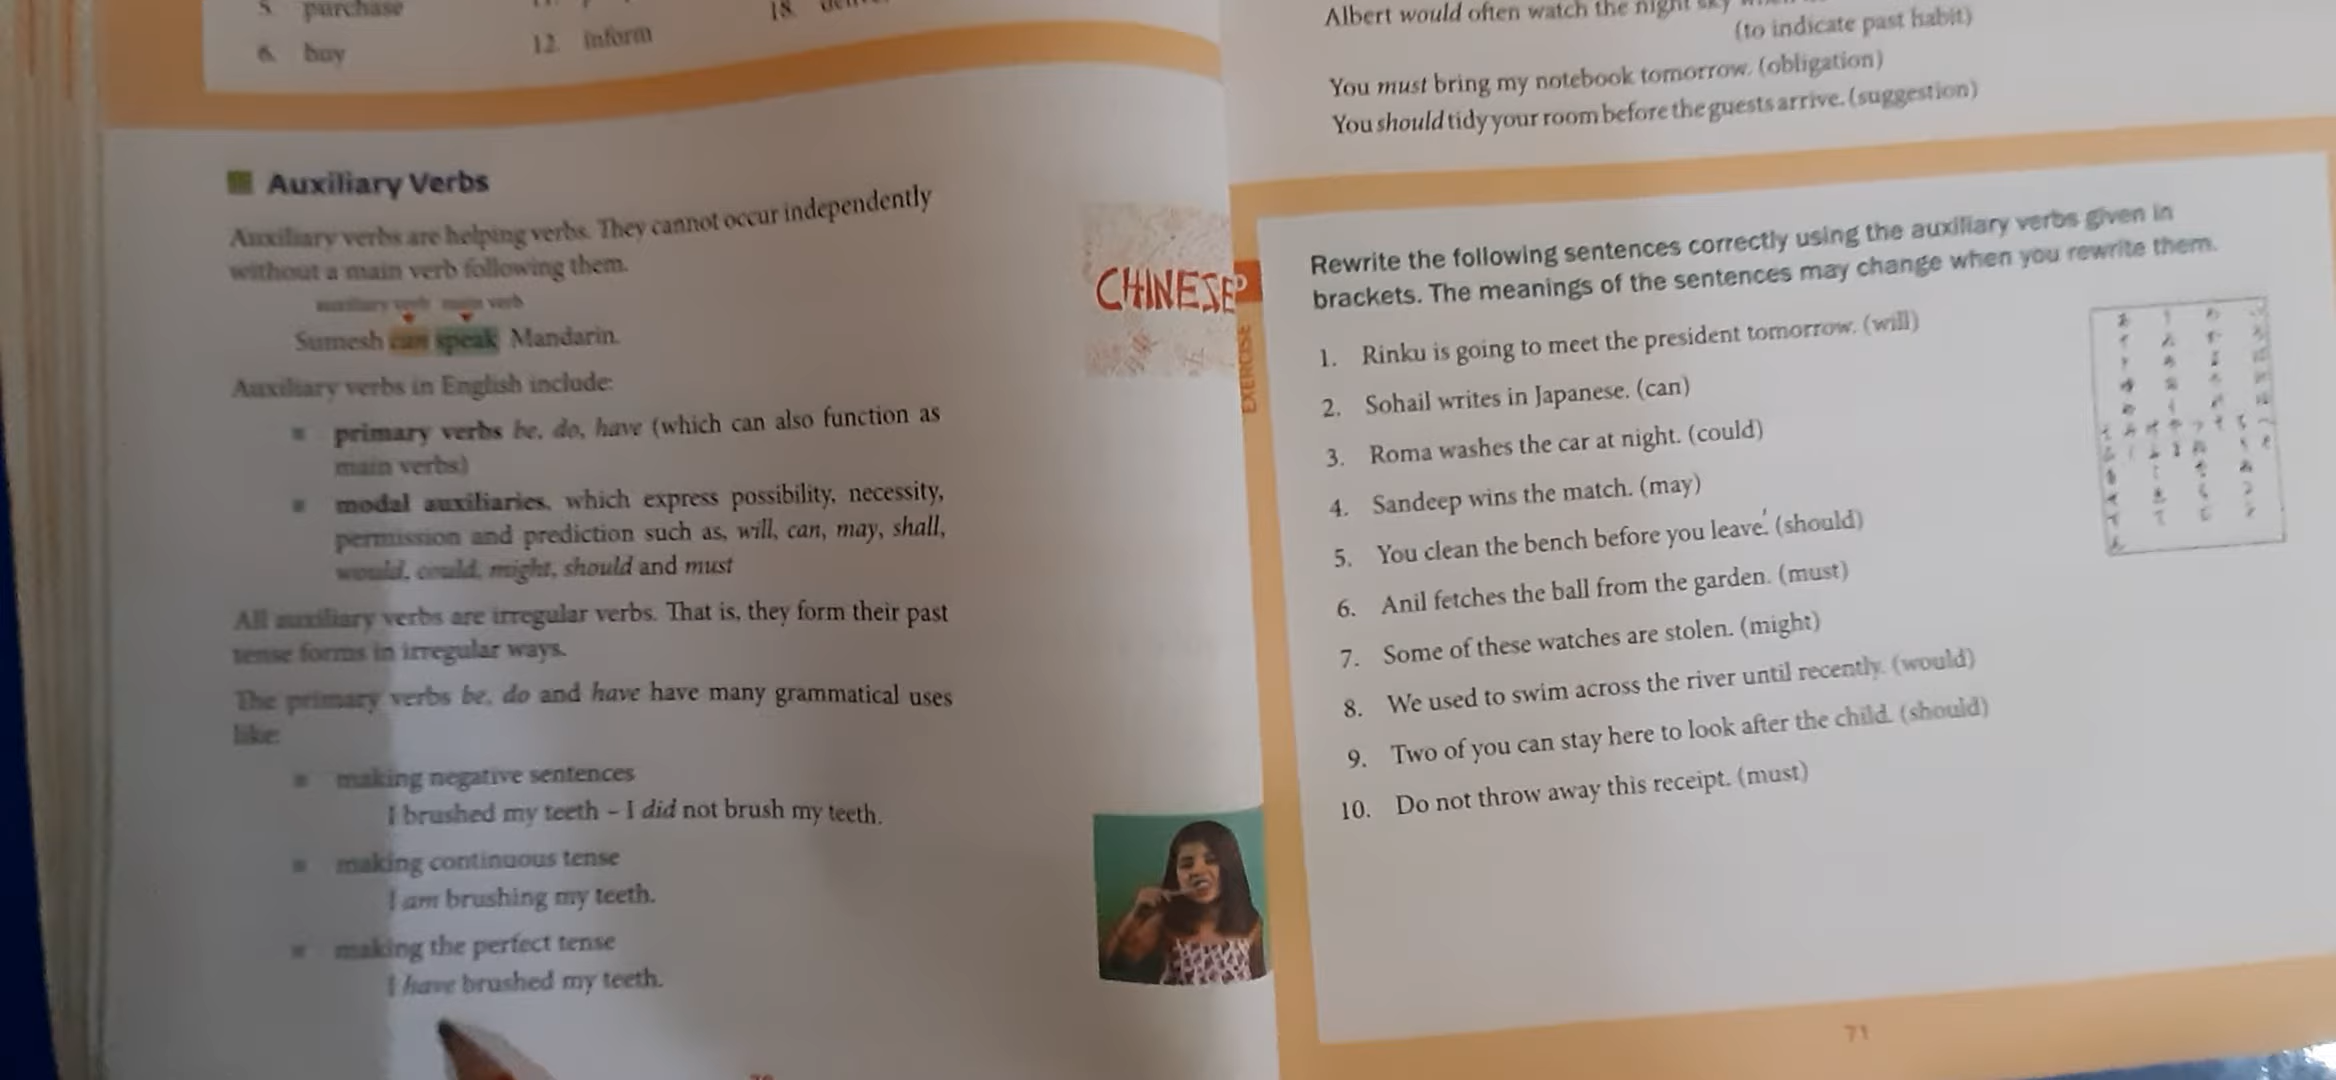 5. purchase
6. buy
12. inform
18.
Auxiliary Verbs
Auxiliary verbs are helping verbs. They cannot occur independently
without a main verb following them.
auxiliary verb main verb
Sumesh can speak Mandarin.
Auxiliary verbs in English include:
primary verbs be, do, have (which can also function as
main verbs)
modal auxiliaries, which express possibility, necessity,
permission and prediction such as, will, can, may, shall,
would, could, might, should and must
All auxiliary verbs are irregular verbs. That is, they form their past
tense forms in irregular ways.
The primary verbs be, do and have have many grammatical uses
like:
making negative sentences
I brushed my teeth – I did not brush my teeth.
making continuous tense
I am brushing my teeth.
making the perfect tense
I have brushed my teeth.
CHINESE
Albert would often watch the night sky
(to indicate past habit)
You must bring my notebook tomorrow. (obligation)
You should tidy your room before the guests arrive. (suggestion)
EXERCISE
Rewrite the following sentences correctly using the auxiliary verbs given in
brackets. The meanings of the sentences may change when you rewrite them.
1. Rinku is going to meet the president tomorrow. (will)
2. Sohail writes in Japanese. (can)
3. Roma washes the car at night. (could)
4. Sandeep wins the match. (may)
5. You clean the bench before you leave. (should)
6. Anil fetches the ball from the garden. (must)
7. Some of these watches are stolen. (might)
8. We used to swim across the river until recently. (would)
9. Two of you can stay here to look after the child. (should)
10. Do not throw away this receipt. (must)
71